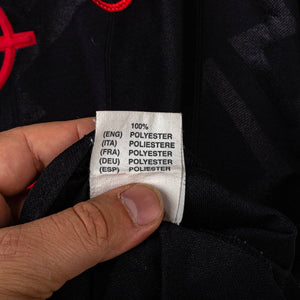 100%
(ENG) POLYESTER
(ITA) POLIESTERE
(FRA) POLYESTER
(DEU) POLYESTER
(ESP) POLIESTER